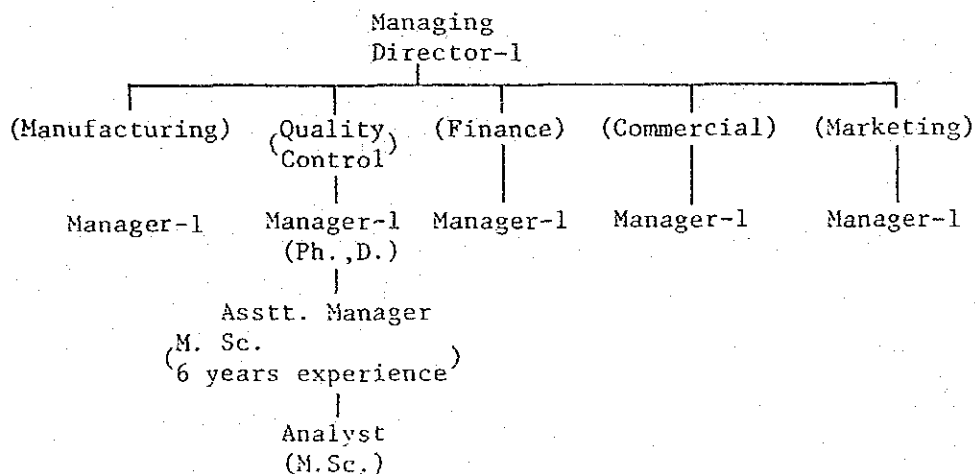 Managing
Director-1
(Manufacturing) (Quality Control) (Finance) (Commercial) (Marketing)
Manager-1 Manager-1 Manager-1 Manager-1 Manager-1
(Ph.,D.)
Asstt. Manager
(M. Sc.
6 years experience)
Analyst
(M.Sc.)